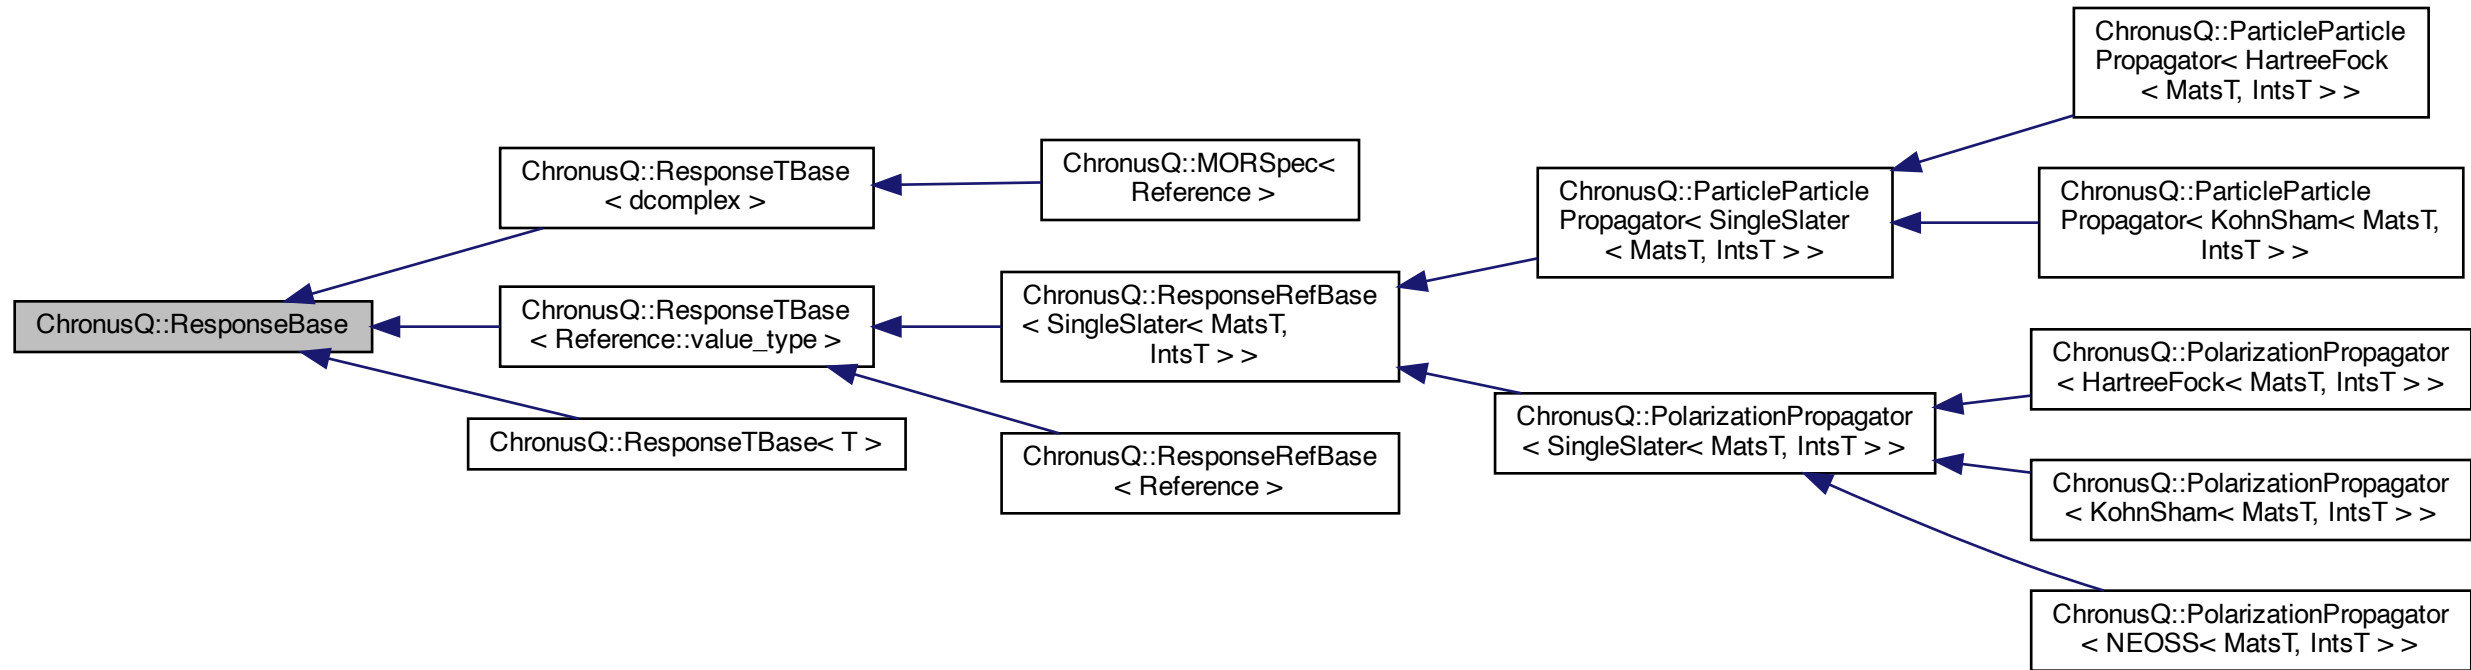 ChronusQ::ResponseBase
ChronusQ::ResponseTBase
< dcomplex >
ChronusQ::ResponseTBase
< Reference::value_type >
ChronusQ::ResponseTBase< T >
ChronusQ::MORSpec<
Reference >
ChronusQ::ResponseRefBase
< SingleSlater< MatsT,
IntsT > >
ChronusQ::ResponseRefBase
< Reference >
ChronusQ::ParticleParticle
Propagator< SingleSlater
< MatsT, IntsT > >
ChronusQ::PolarizationPropagator
< SingleSlater< MatsT, IntsT > >
ChronusQ::ParticleParticle
Propagator< HartreeFock
< MatsT, IntsT > >
ChronusQ::ParticleParticle
Propagator< KohnSham< MatsT,
IntsT > >
ChronusQ::PolarizationPropagator
< HartreeFock< MatsT, IntsT > >
ChronusQ::PolarizationPropagator
< KohnSham< MatsT, IntsT > >
ChronusQ::PolarizationPropagator
< NEOSS< MatsT, IntsT > >